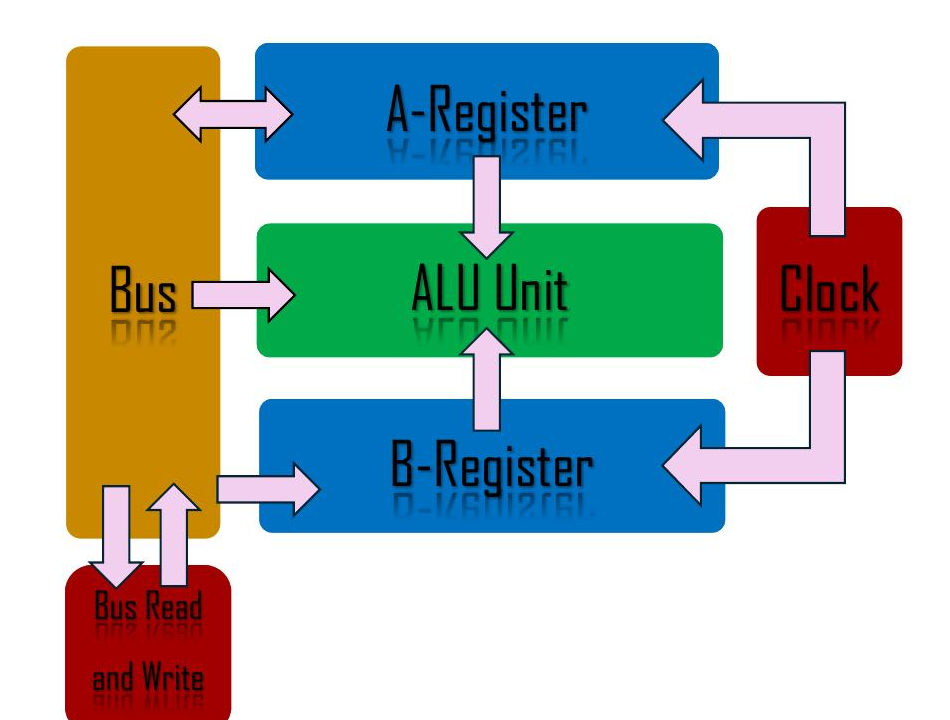 A-Register
Bus
ALU Unit
Clock
B-Register
Bus Read
and Write